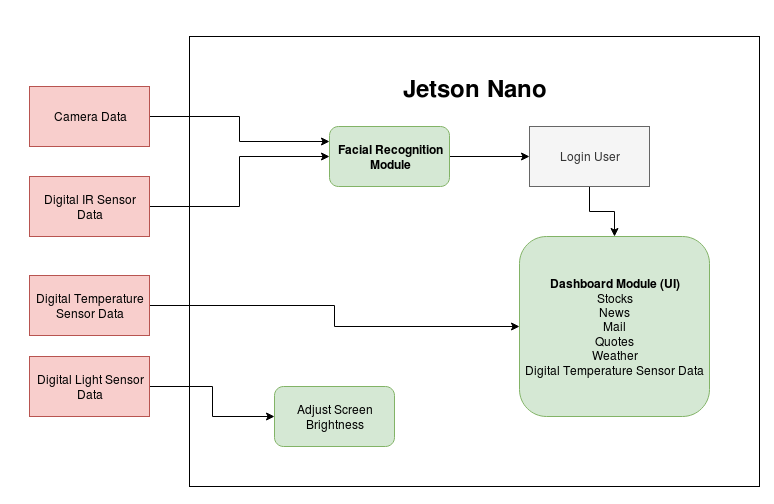 Jetson Nano
Camera Data
Facial Recognition
Module
Login User
Digital IR Sensor
Data
Digital Temperature
Sensor Data
Dashboard Module (UI)
Stocks
News
Mail
Quotes
Weather
Digital Temperature Sensor Data
Digital Light Sensor
Data
Adjust Screen
Brightness